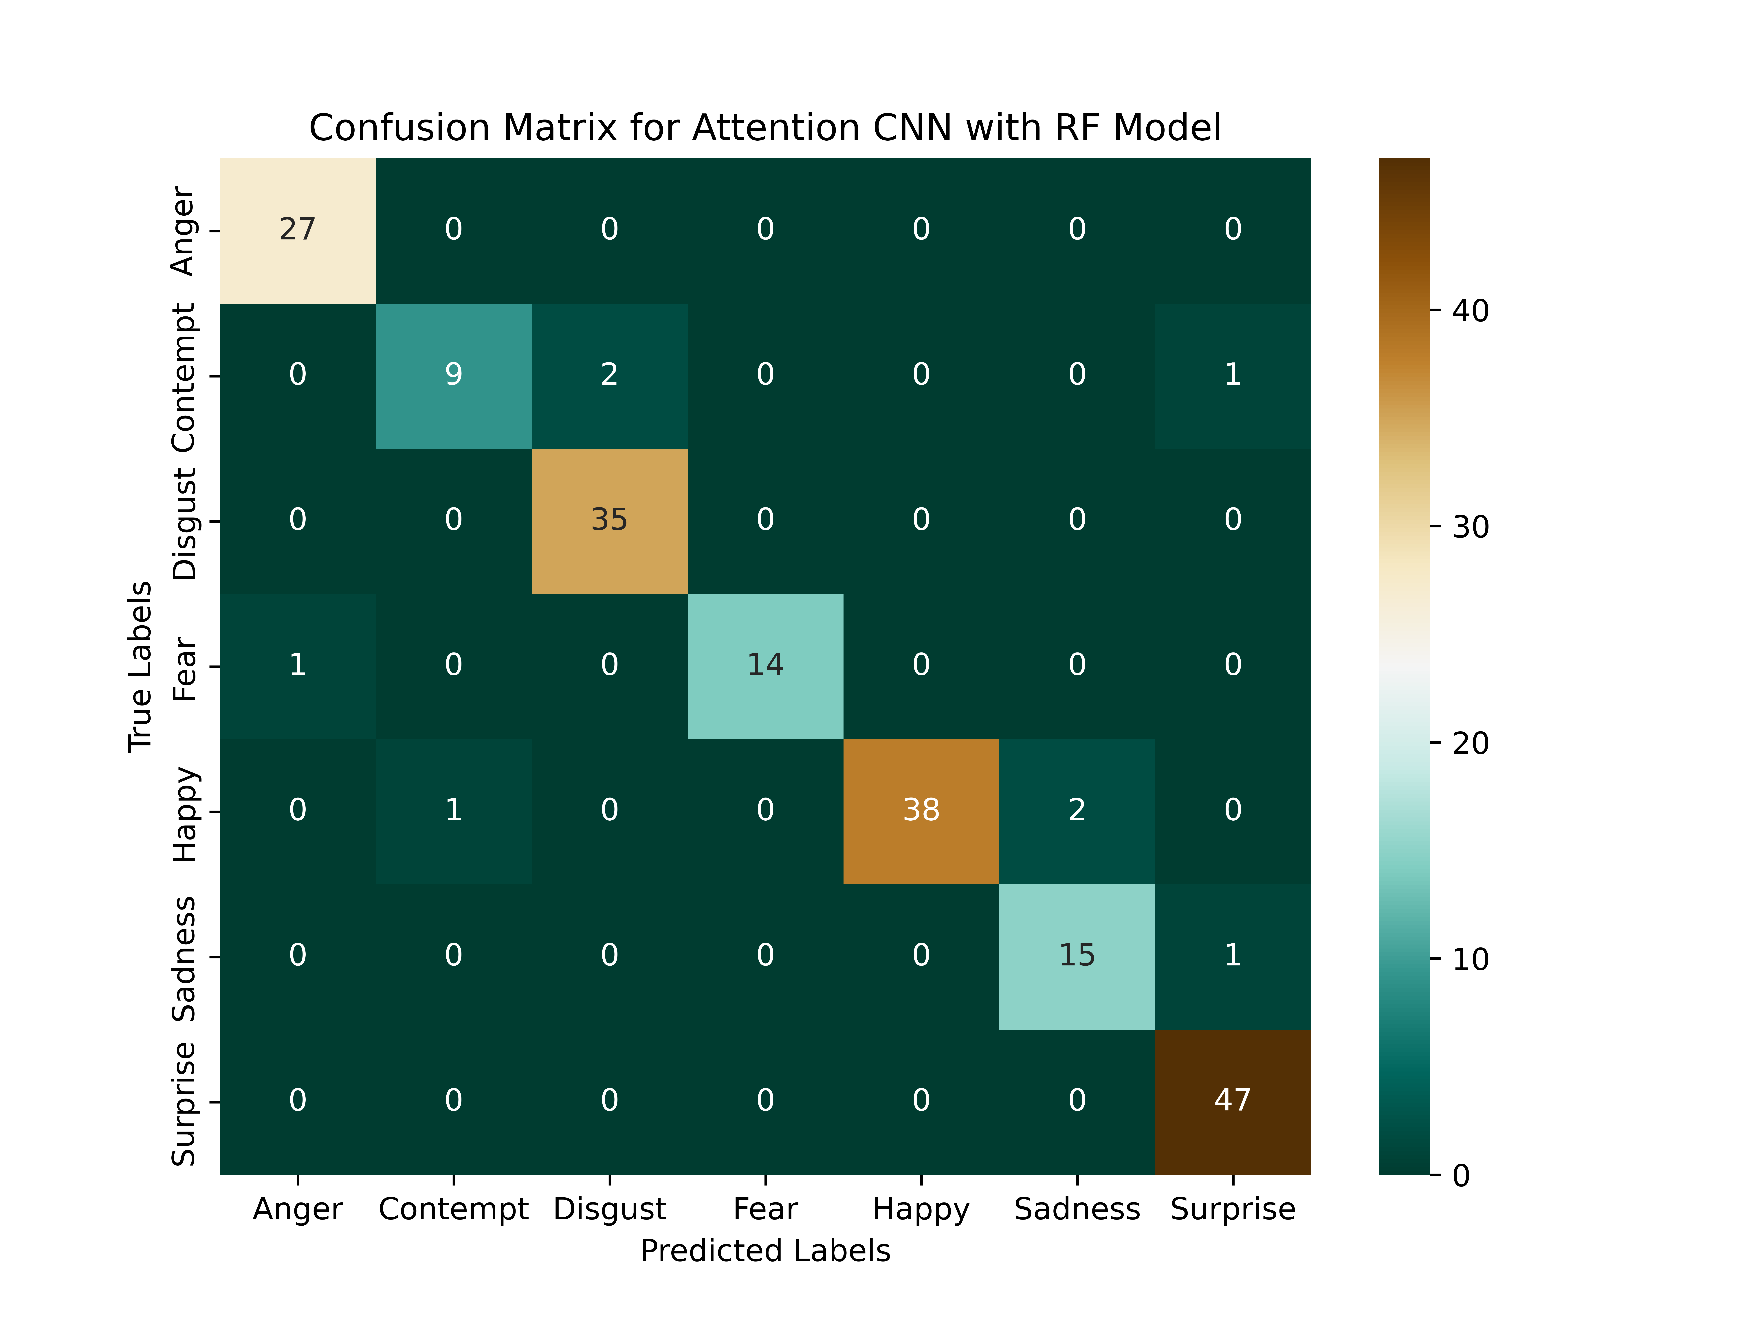 Confusion Matrix for Attention CNN with RF Model
True Labels
Anger
27 0 0 0 0 0 0
Contempt
0 9 2 0 0 0 1
Disgust
0 0 35 0 0 0 0
Fear
1 0 0 14 0 0 0
Happy
0 1 0 0 38 2 0
Sadness
0 0 0 0 0 15 1
Surprise
0 0 0 0 0 0 47
Anger Contempt Disgust Fear Happy Sadness Surprise
Predicted Labels
40
30
20
10
0